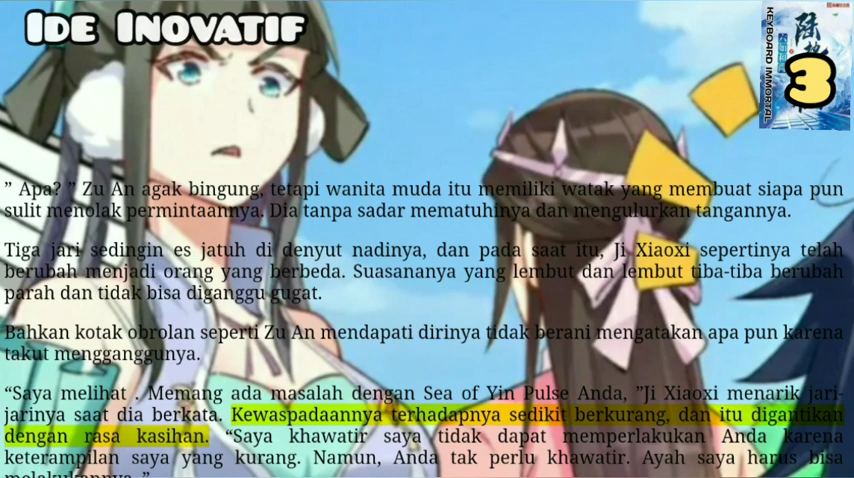 Ide Inovatif
KEYBOARD IMMORTAL
3
” Apa? ” Zu An agak bingung, tetapi wanita muda itu memiliki watak yang membuat siapa pun
sulit menolak permintaannya. Dia tanpa sadar mematuhinya dan mengulurkan tangannya.
Tiga jari sedingin es jatuh di denyut nadinya, dan pada saat itu, Ji Xiaoxi sepertinya telah
berubah menjadi orang yang berbeda. Suasananya yang lembut dan lembut tiba-tiba berubah
parah dan tidak bisa diganggu gugat.
Bahkan kotak obrolan seperti Zu An mendapati dirinya tidak berani mengatakan apa pun karena
takut mengganggunya.
“Saya melihat . Memang ada masalah dengan Sea of Yin Pulse Anda, ”Ji Xiaoxi menarik jari-
jarinya saat dia berkata. Kewaspadaannya terhadapnya sedikit berkurang, dan itu digantikan
dengan rasa kasihan. “Saya khawatir saya tidak dapat memperlakukan Anda karena
keterampilan saya yang kurang. Namun, Anda tak perlu khawatir. Ayah saya harus bisa
melakukannya. ”